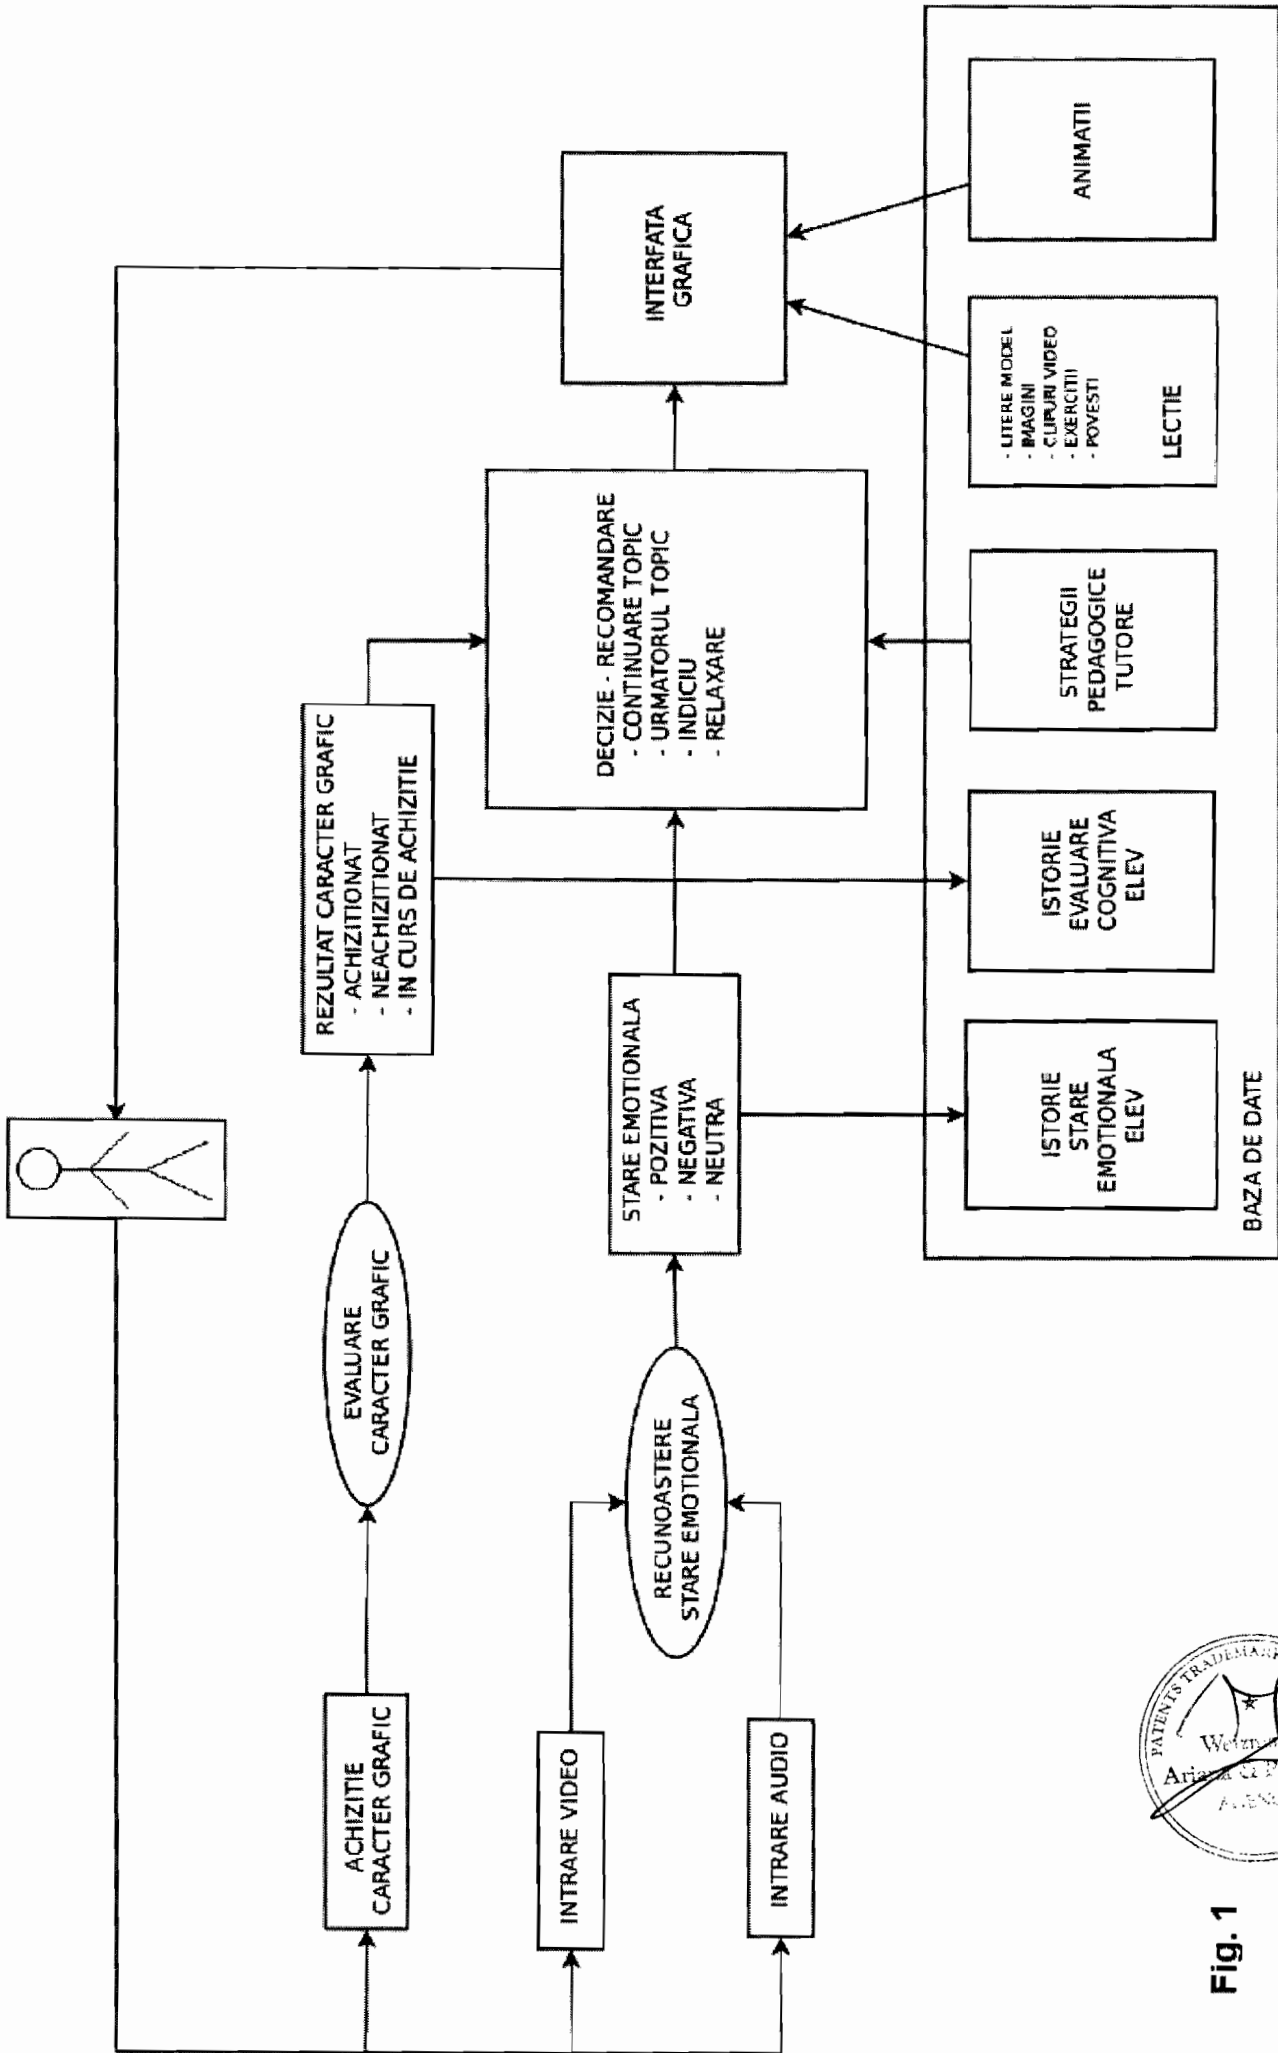 REZULTAT CARACTER GRAFIC
- ACHIZITIONAT
- NEACHIZITIONAT
- IN CURS DE ACHIZITIE
EVALUARE
CARACTER GRAFIC
ACHIZITIE
CARACTER GRAFIC
INTRARE VIDEO
INTRARE AUDIO
RECUNOASTERE
STARE EMOTIONALA
STARE EMOTIONALA
- POZITIVA
- NEGATIVA
- NEUTRA
DECIZIE - RECOMANDARE
- CONTINUARE TOPIC
- URMATORUL TOPIC
- INDICIU
- RELAXARE
INTERFATA
GRAFICA
ISTORIE
STARE
EMOTIONALA
ELEV
ISTORIE
EVALUARE
COGNITIVA
ELEV
STRATEGII
PEDAGOGICE
TUTORE
- LITERE MODEL
- IMAGINI
- CLIPURI VIDEO
- EXERCITII
- POVESTI
LECTIE
ANIMATII
BAZA DE DATE
Fig. 1
PATENTS TRADEMARK